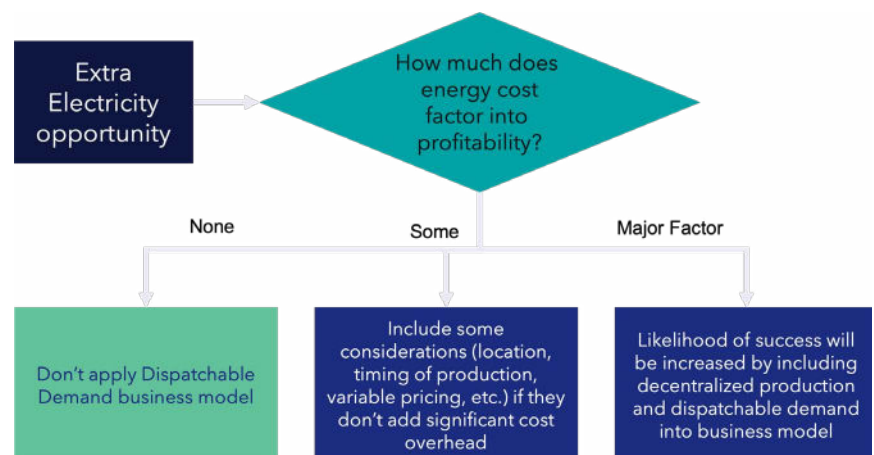 Extra
Electricity
opportunity
How much does
energy cost
factor into
profitability?
None
Some
Major Factor
Don't apply Dispatchable
Demand business model
Include some
considerations (location,
timing of production,
variable pricing, etc.) if they
don't add significant cost
overhead
Likelihood of success will
be increased by including
decentralized production
and dispatchable demand
into business model